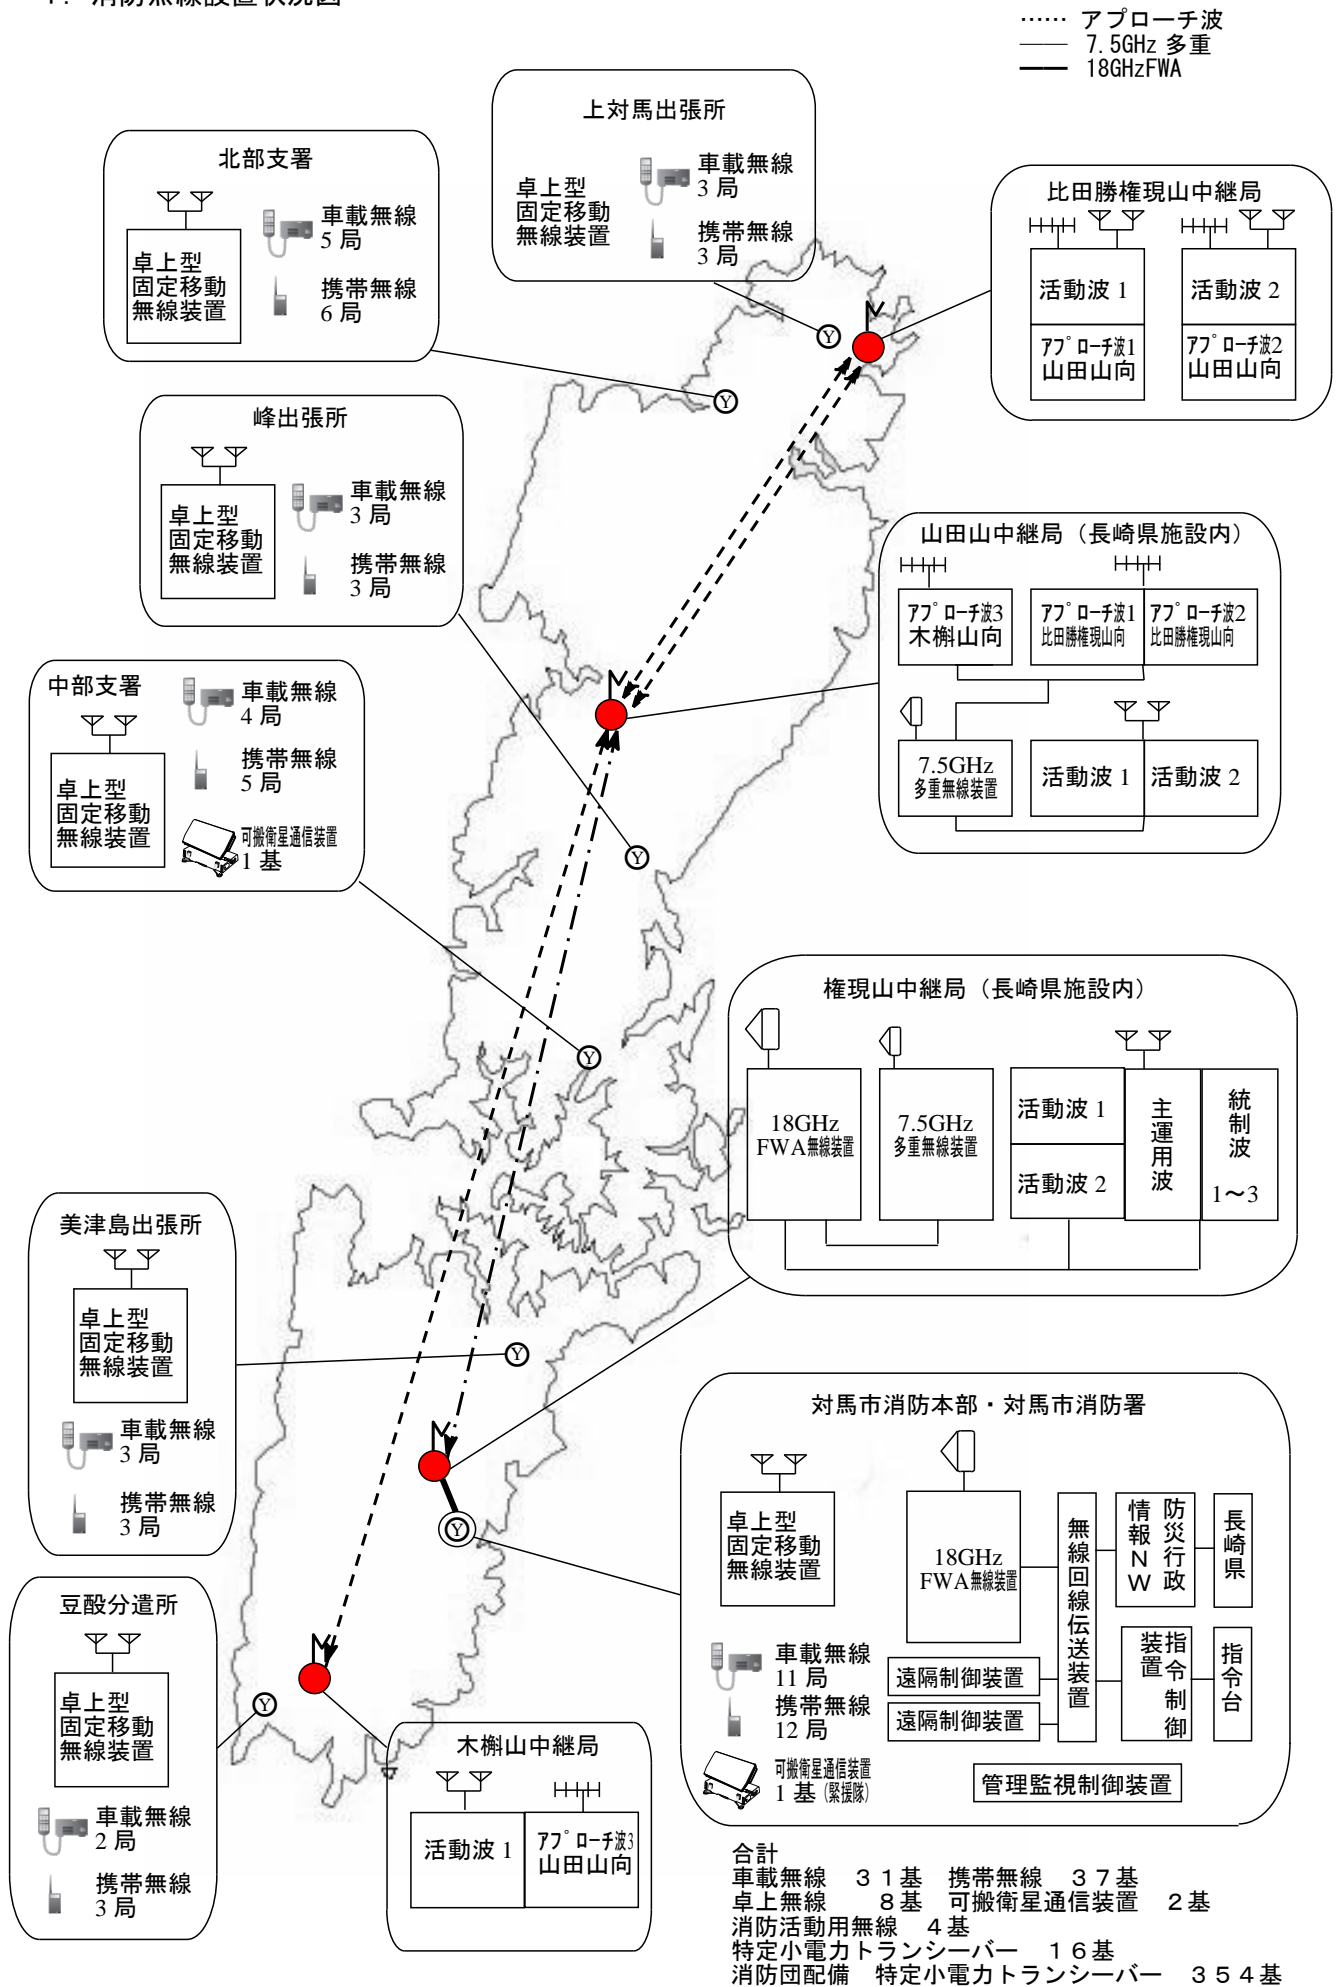 1．消防無線設置状況図
アプローチ波
7.5GHz 多重
18GHzFWA
上対馬出張所
卓上型
固定移動
無線装置
車載無線
3局
携帯無線
3局
北部支署
卓上型
固定移動
無線装置
車載無線
5局
携帯無線
6局
比田勝権現山中継局
活動波1
アプローチ波1
山田山向
活動波2
アプローチ波2
山田山向
峰出張所
卓上型
固定移動
無線装置
車載無線
3局
携帯無線
3局
山田山中継局（長崎県施設内）
アプローチ波3
木槲山向
アプローチ波1
比田勝権現山向
アプローチ波2
比田勝権現山向
7.5GHz
多重無線装置
活動波1
活動波2
中部支署
卓上型
固定移動
無線装置
車載無線
4局
携帯無線
5局
可搬衛星通信装置
1基
権現山中継局（長崎県施設内）
18GHz
FWA無線装置
7.5GHz
多重無線装置
活動波1
活動波2
主運用波
統制波
1～3
美津島出張所
卓上型
固定移動
無線装置
車載無線
3局
携帯無線
3局
対馬市消防本部・対馬市消防署
卓上型
固定移動
無線装置
車載無線
11局
携帯無線
12局
可搬衛星通信装置
1基（緊援隊）
18GHz
FWA無線装置
遠隔制御装置
遠隔制御装置
無線回線伝送装置
防災行政
情報NW
長崎県
指令制御
装置
指令台
管理監視制御装置
豆酘分遣所
卓上型
固定移動
無線装置
車載無線
2局
携帯無線
3局
木槲山中継局
活動波1
アプローチ波3
山田山向
Y
Y
Y
Y
Y
Y
Y
合計
車載無線　３１基　携帯無線　３７基
卓上無線　　８基　可搬衛星通信装置　２基
消防活動用無線　４基
特定小電力トランシーバー　１６基
消防団配備　特定小電力トランシーバー　３５４基